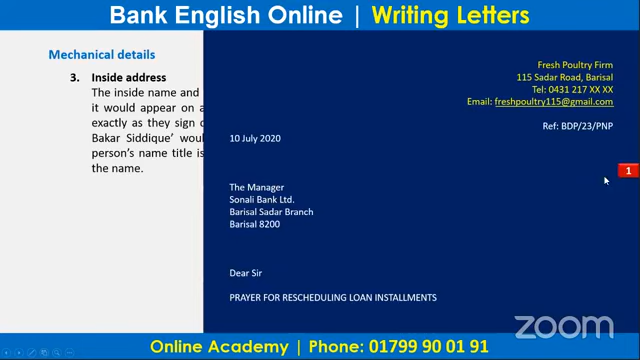 Bank English Online | Writing Letters
Mechanical details
3. Inside address
The inside name and
it would appear on a
exactly as they sign
Bakar Siddique' wou
person's name title is
the name.
Fresh Poultry Firm
115 Sadar Road, Barisal
Tel: 0431 217 XX XX
Email: freshpoultry115@gmail.com
Ref: BDP/23/PNP
10 July 2020
1
The Manager
Sonali Bank Ltd.
Barisal Sadar Branch
Barisal 8200
Dear Sir
PRAYER FOR RESCHEDULING LOAN INSTALLMENTS
zoom
Online Academy | Phone: 01799 90 01 91